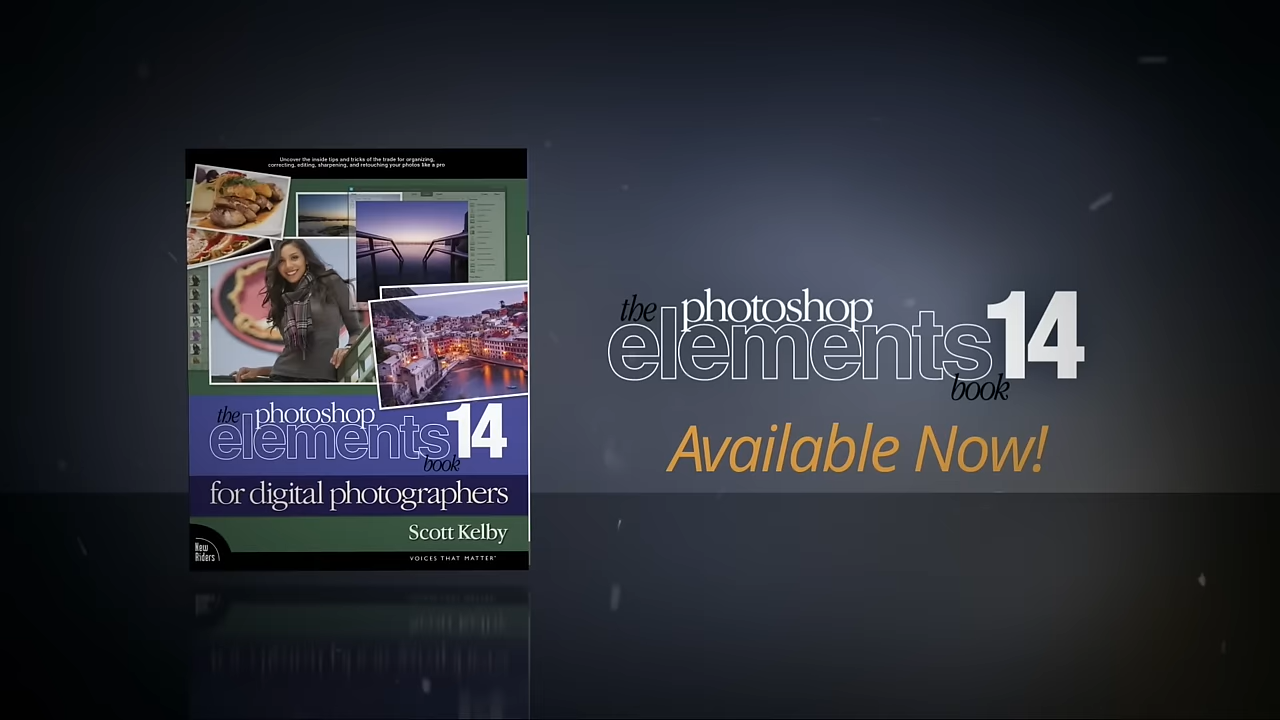 Uncover the inside tips and tricks of the trade for organizing,
correcting, editing, sharpening, and retouching your photos like a pro
the photoshop
elements 14
book
for digital photographers
Scott Kelby
New
Riders
VOICES THAT MATTER™
the photoshop
elements 14
book
Available Now!